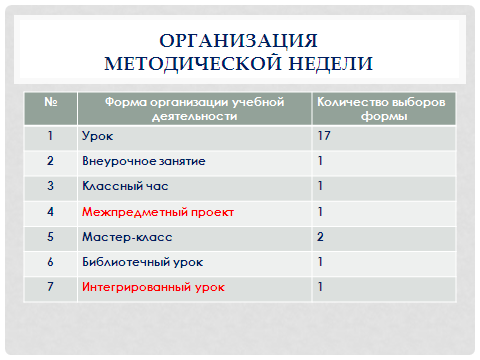 ОРГАНИЗАЦИЯ
МЕТОДИЧЕСКОЙ НЕДЕЛИ
№ Форма организации учебной деятельности Количество выборов формы
1 Урок 17
2 Внеурочное занятие 1
3 Классный час 1
4 Межпредметный проект 1
5 Мастер-класс 2
6 Библиотечный урок 1
7 Интегрированный урок 1